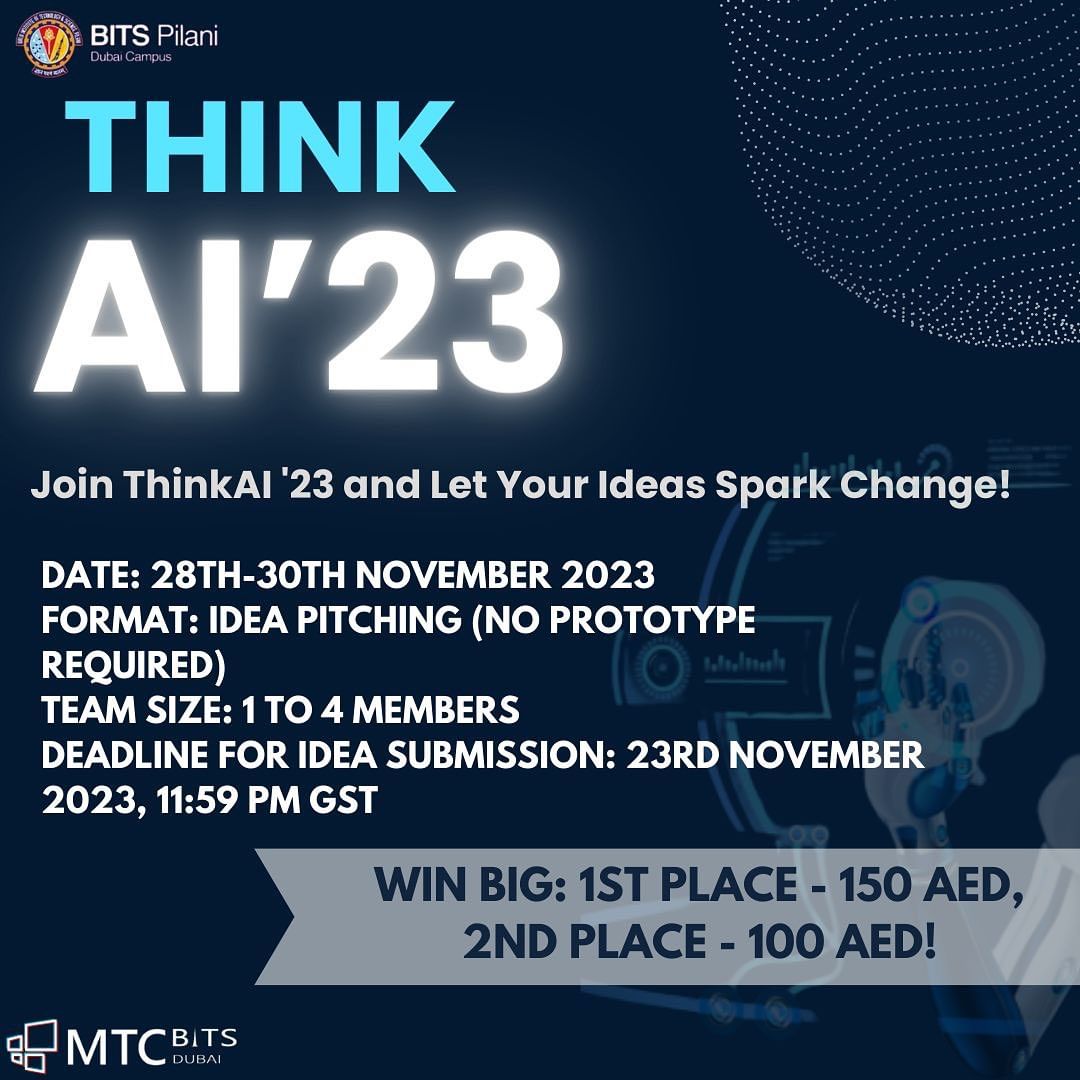 BITS Pilani
Dubai Campus
THINK
AI’23
Join ThinkAI '23 and Let Your Ideas Spark Change!
DATE: 28TH-30TH NOVEMBER 2023
FORMAT: IDEA PITCHING (NO PROTOTYPE
REQUIRED)
TEAM SIZE: 1 TO 4 MEMBERS
DEADLINE FOR IDEA SUBMISSION: 23RD NOVEMBER
2023, 11:59 PM GST
WIN BIG: 1ST PLACE - 150 AED,
2ND PLACE - 100 AED!
MTC BITS
DUBAI